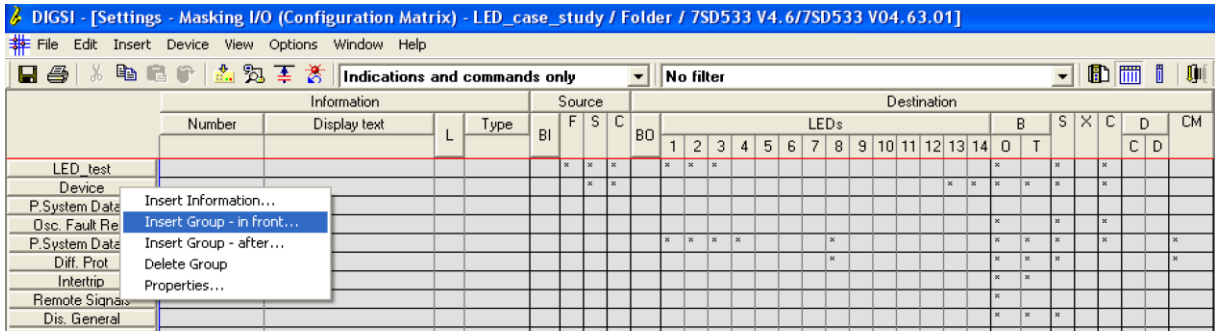 DIGSI - [Settings - Masking I/O (Configuration Matrix) - LED_case_study / Folder / 7SD533 V4.6/7SD533 V04.63.01]
File Edit Insert Device View Options Window Help
Indications and commands only No filter
Information Source Destination
Number Display text L Type BI F S C BO LEDs B S X C D CM
1 2 3 4 5 6 7 8 9 10 11 12 13 14 O T C D
LED_test * * * * * * * * *
Device * * * * * * * *
P.System Data
Insert Information...
Osc. Fault Re * * *
Insert Group - in front...
P.System Data * * * * * * * * * *
Insert Group - after...
Diff. Prot * * * * *
Delete Group
Intertrip * *
Properties...
Remote Signals *
Dis. General * * *